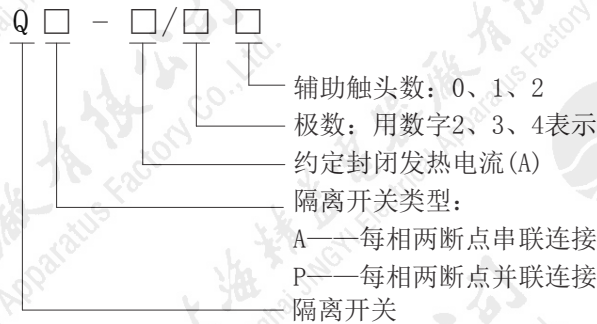 Q□-□/□ □
辅助触头数：0、1、2
极数：用数字2、3、4表示
约定封闭发热电流(A)
隔离开关类型：
A——每相两断点串联连接
P——每相两断点并联连接
隔离开关